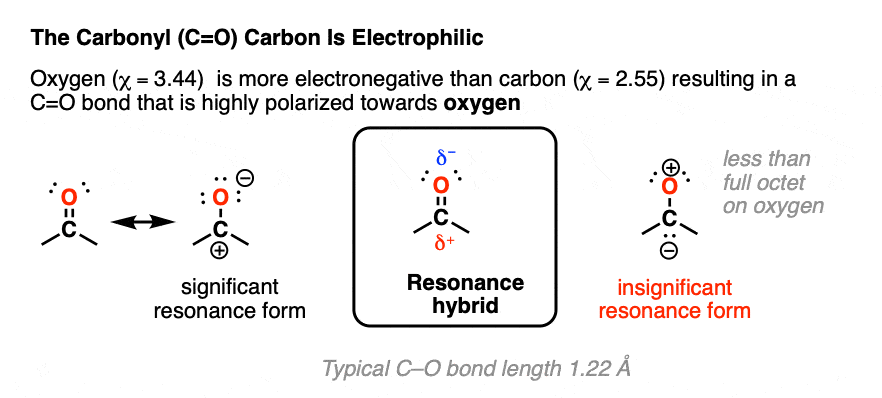 The Carbonyl (C=O) Carbon Is Electrophilic
Oxygen (χ = 3.44) is more electronegative than carbon (χ = 2.55) resulting in a
C=O bond that is highly polarized towards oxygen
O
C
O
⊖
C
⊕
significant
resonance form
δ–
O
C
δ+
Resonance
hybrid
⊕
O
C
⊖
less than
full octet
on oxygen
insignificant
resonance form
Typical C–O bond length 1.22 Å